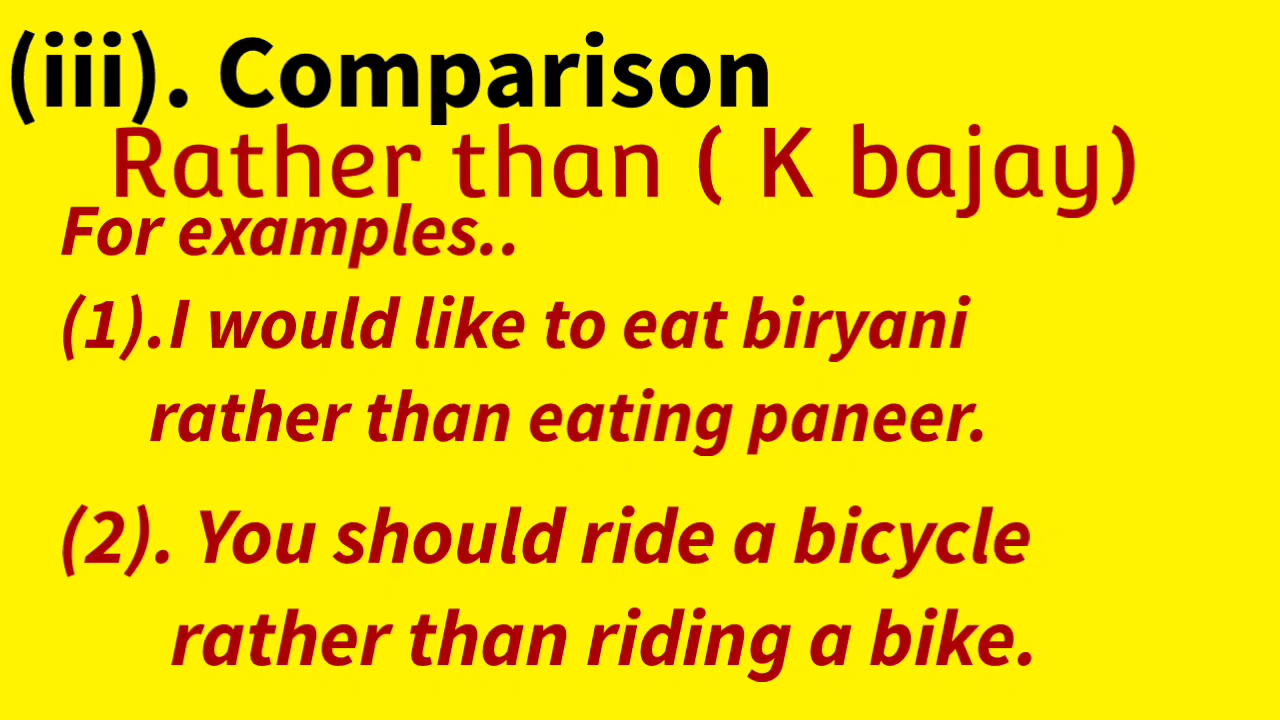 (iii). Comparison
Rather than ( K bajay)
For examples..
(1).I would like to eat biryani
rather than eating paneer.
(2). You should ride a bicycle
rather than riding a bike.